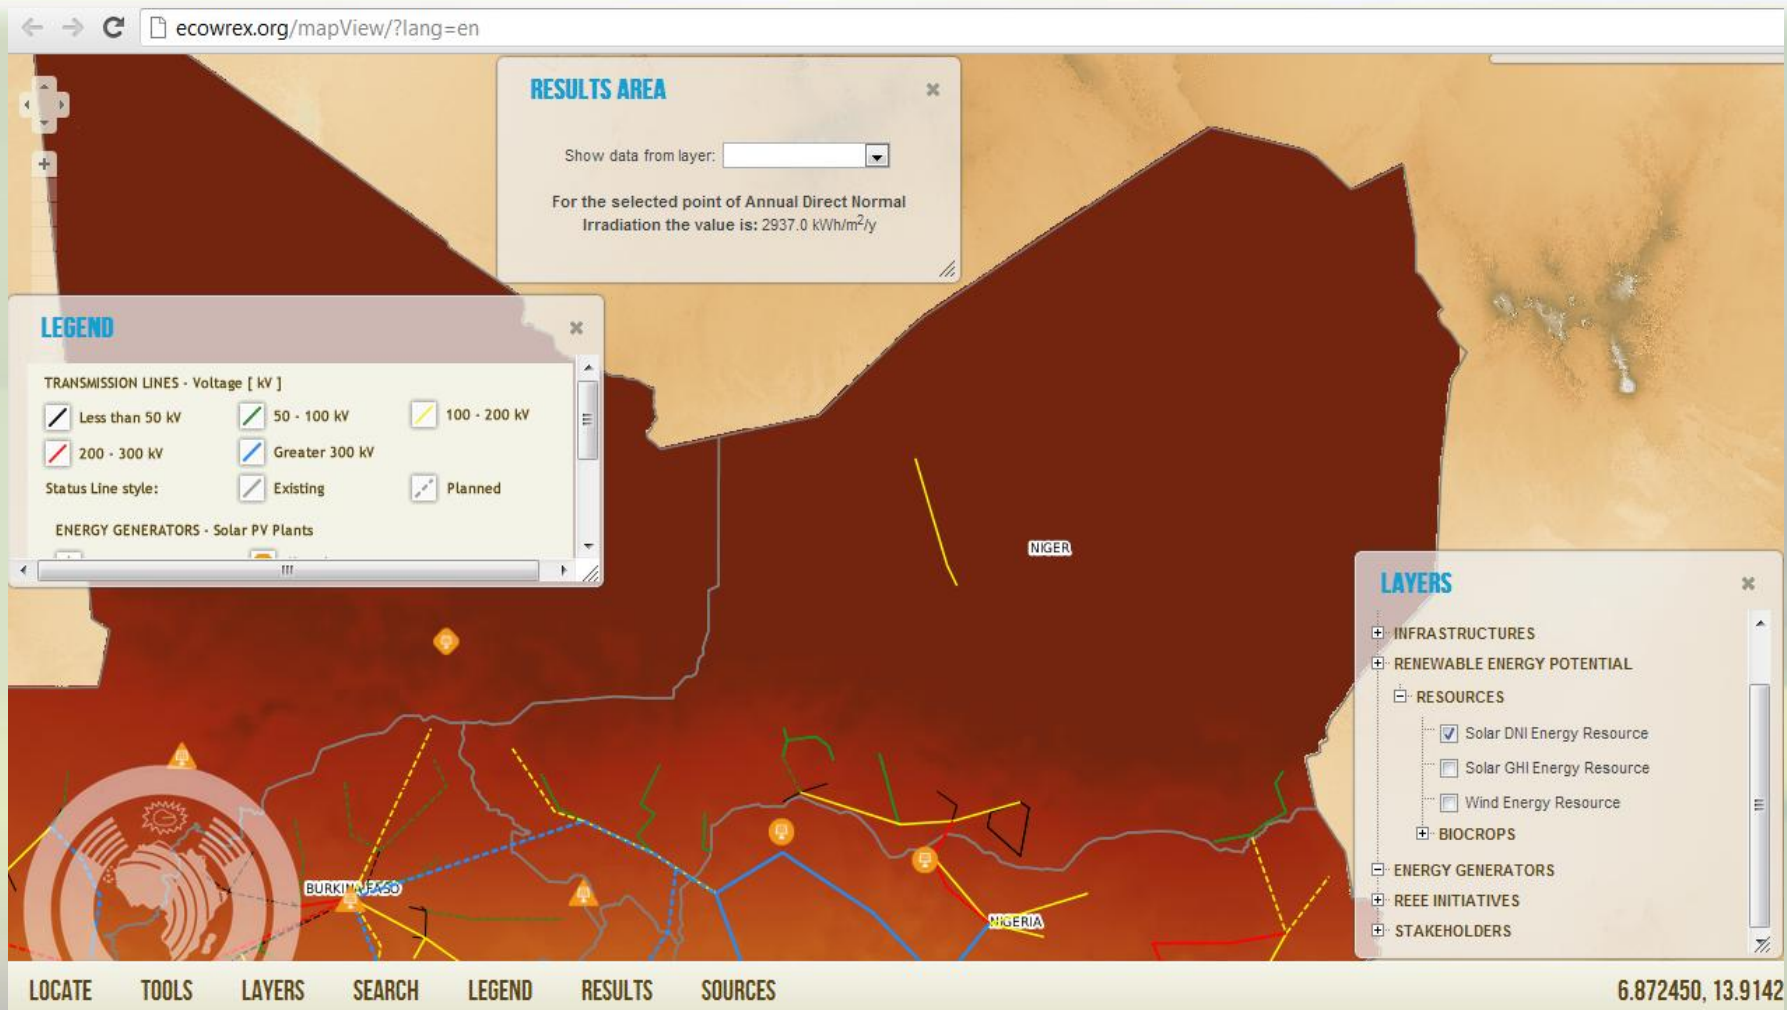 ecowrex.org/mapView/?lang=en
RESULTS AREA
Show data from layer:
For the selected point of Annual Direct Normal
Irradiation the value is: 2937.0 kWh/m²/y
LEGEND
TRANSMISSION LINES - Voltage [ kV ]
Less than 50 kV
50 - 100 kV
100 - 200 kV
200 - 300 kV
Greater 300 kV
Status Line style:
Existing
Planned
ENERGY GENERATORS - Solar PV Plants
NIGER
LAYERS
INFRASTRUCTURES
RENEWABLE ENERGY POTENTIAL
RESOURCES
Solar DNI Energy Resource
Solar GHI Energy Resource
Wind Energy Resource
BIOCROPS
ENERGY GENERATORS
REEE INITIATIVES
STAKEHOLDERS
BURKINA FASO
NIGERIA
LOCATE
TOOLS
LAYERS
SEARCH
LEGEND
RESULTS
SOURCES
6.872450, 13.9142